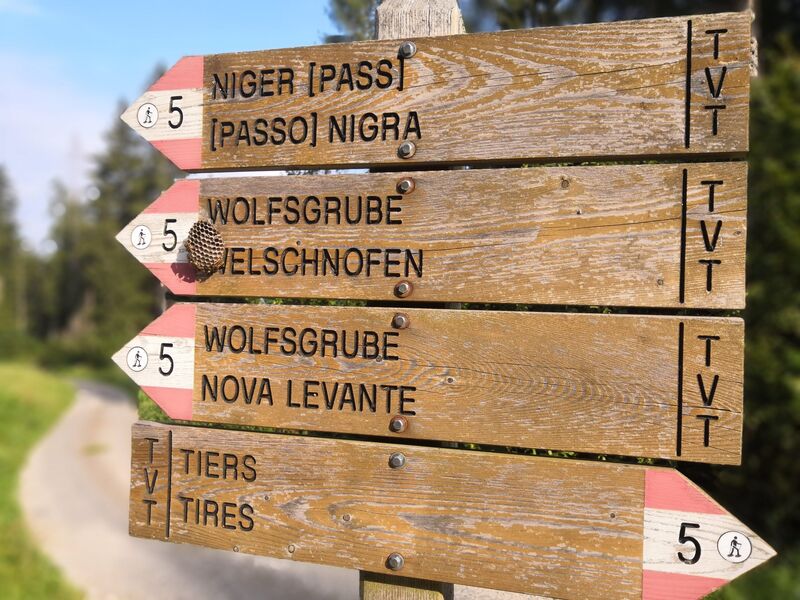 5 NIGER [PASS] TVT
[PASSO] NIGRA
5 WOLFSGRUBE TVT
WELSCHNOFEN
5 WOLFSGRUBE TVT
NOVA LEVANTE
TVT TIERS 5
TIRES